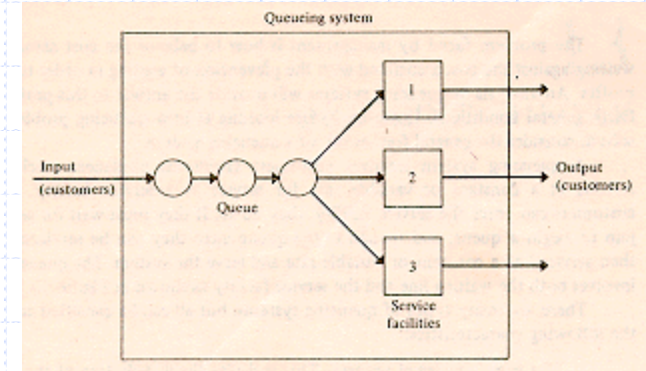 Queueing system
1
Input
(customers)
Queue
2
Output
(customers)
3
Service
facilities